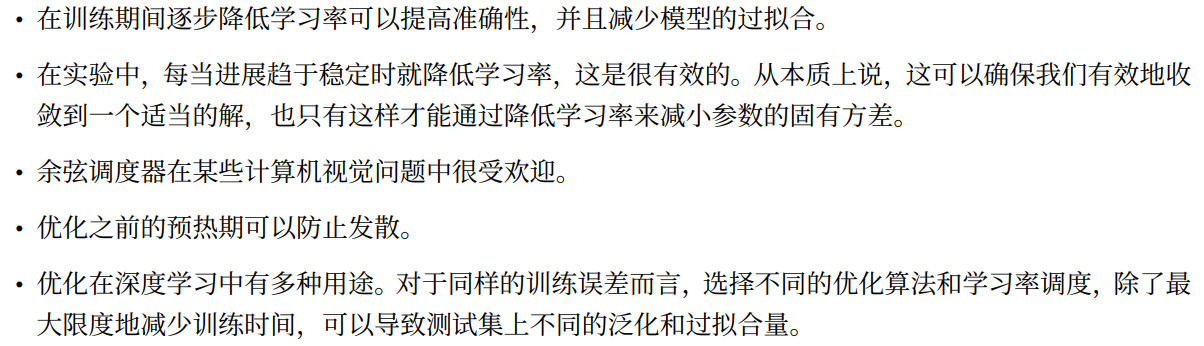 • 在训练期间逐步降低学习率可以提高准确性，并且减少模型的过拟合。
• 在实验中，每当进展趋于稳定时就降低学习率，这是很有效的。从本质上说，这可以确保我们有效地收
敛到一个适当的解，也只有这样才能通过降低学习率来减小参数的固有方差。
• 余弦调度器在某些计算机视觉问题中很受欢迎。
• 优化之前的预热期可以防止发散。
• 优化在深度学习中有多种用途。对于同样的训练误差而言，选择不同的优化算法和学习率调度，除了最
大限度地减少训练时间，可以导致测试集上不同的泛化和过拟合量。